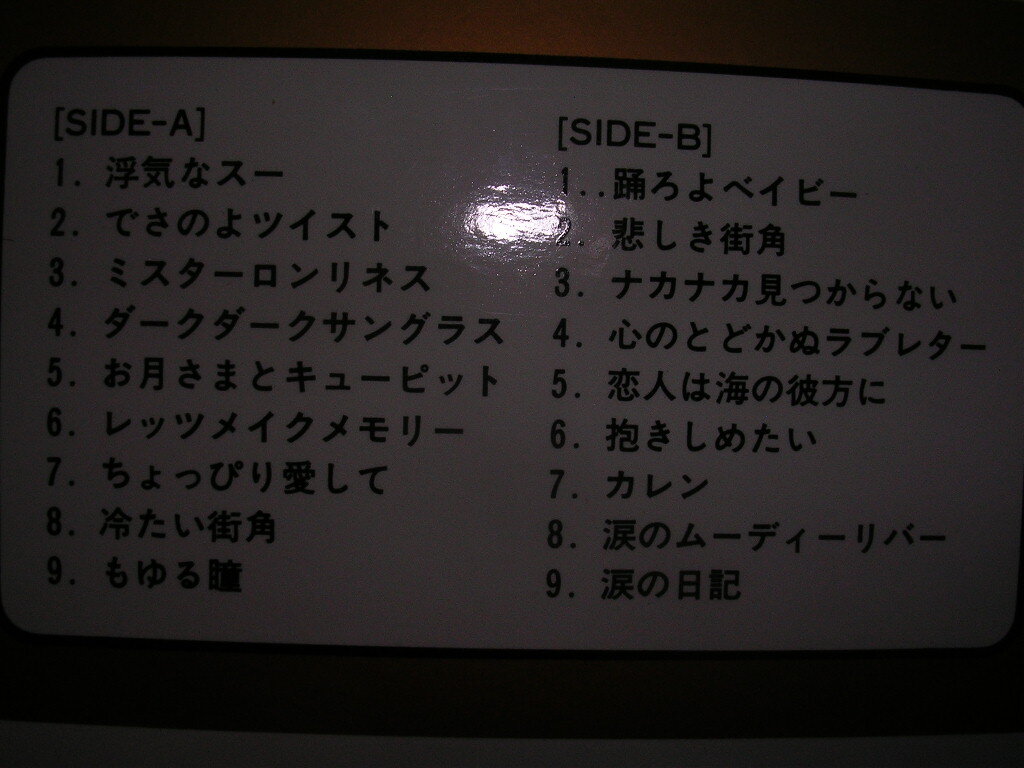 [SIDE-A]
1. 浮気なスー
2. でさのよツイスト
3. ミスターロンリネス
4. ダークダークサングラス
5. お月さまとキューピット
6. レッツメイクメモリー
7. ちょっぴり愛して
8. 冷たい街角
9. もゆる瞳
[SIDE-B]
1..踊ろよベイビー
2. 悲しき街角
3. ナカナカ見つからない
4. 心のとどかぬラブレター
5. 恋人は海の彼方に
6. 抱きしめたい
7. カレン
8. 涙のムーディーリバー
9. 涙の日記